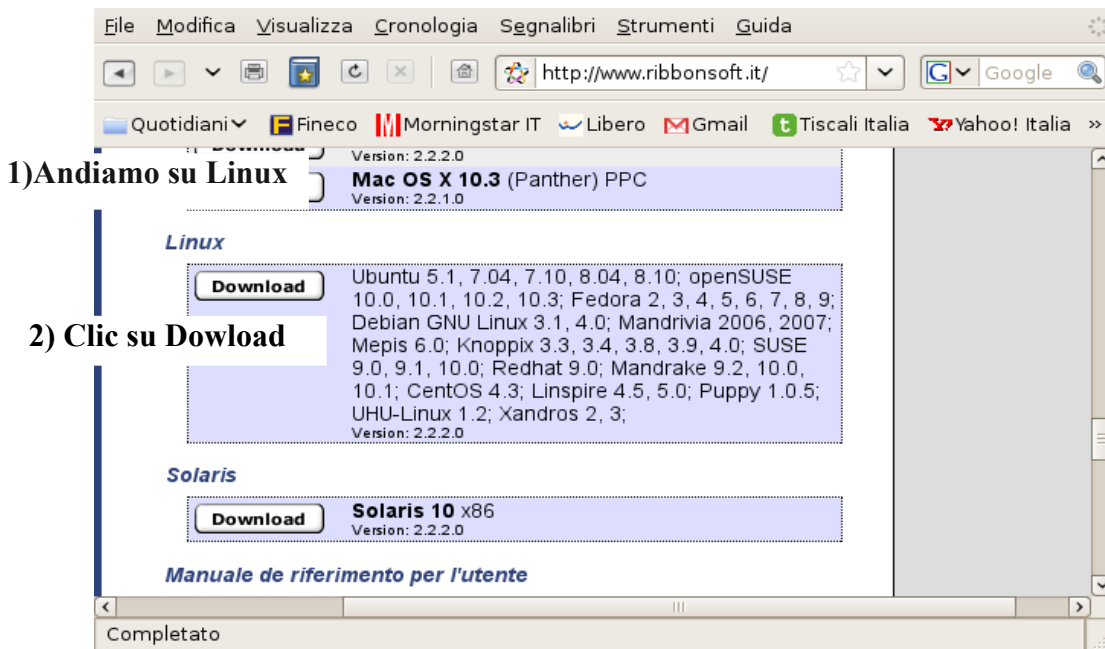 File Modifica Visualizza Cronologia Segnalibri Strumenti Guida
http://www.ribbonsoft.it/ G Google
Quotidiani F Fineco Morningstar IT Libero Gmail t Tiscali Italia Yahoo! Italia »
Download Version: 2.2.2.0
1)Andiamo su Linux
Mac OS X 10.3 (Panther) PPC
Version: 2.2.1.0
Linux
Download
Ubuntu 5.1, 7.04, 7.10, 8.04, 8.10; openSUSE
10.0, 10.1, 10.2, 10.3; Fedora 2, 3, 4, 5, 6, 7, 8, 9;
Debian GNU Linux 3.1, 4.0; Mandrivia 2006, 2007;
2) Clic su Dowload
Mepis 6.0; Knoppix 3.3, 3.4, 3.8, 3.9, 4.0; SUSE
9.0, 9.1, 10.0; Redhat 9.0; Mandrake 9.2, 10.0,
10.1; CentOS 4.3; Linspire 4.5, 5.0; Puppy 1.0.5;
UHU-Linux 1.2; Xandros 2, 3;
Version: 2.2.2.0
Solaris
Download
Solaris 10 x86
Version: 2.2.2.0
Manuale de riferimento per l'utente
Completato